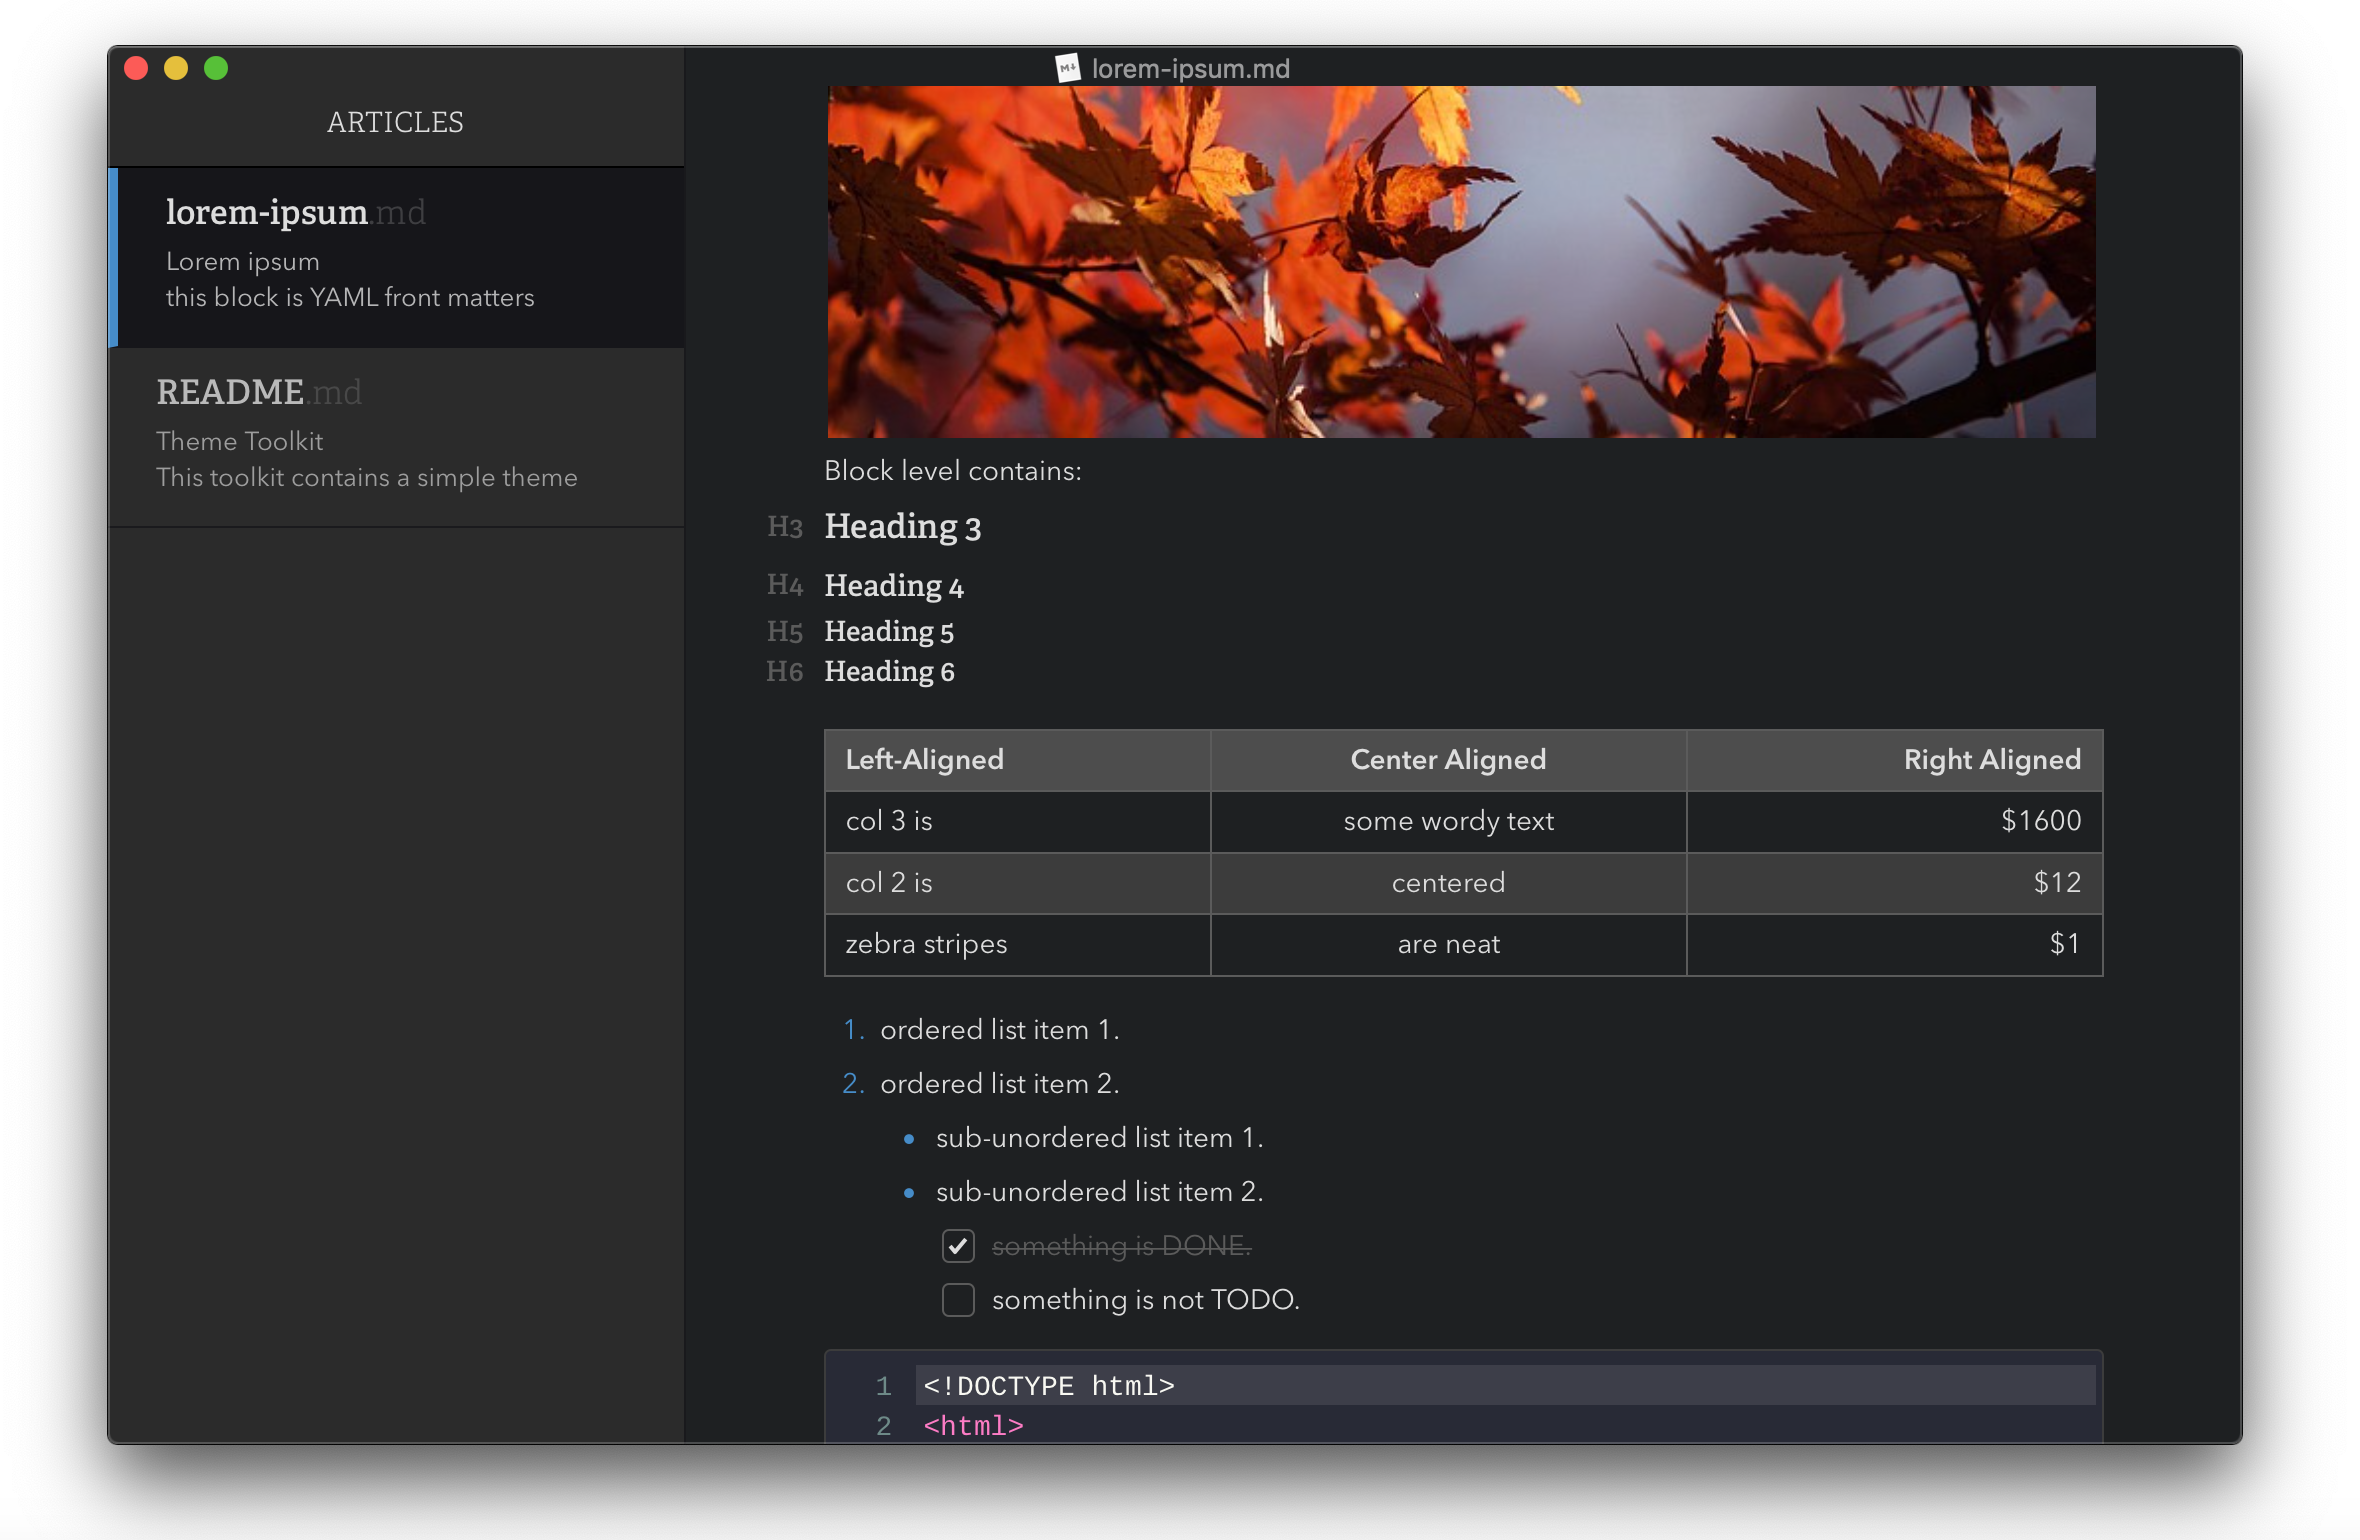 lorem-ipsum.md
ARTICLES
lorem-ipsum.md
Lorem ipsum
this block is YAML front matters
README.md
Theme Toolkit
This toolkit contains a simple theme
Block level contains:
H3 Heading 3
H4 Heading 4
H5 Heading 5
H6 Heading 6
Left-Aligned Center Aligned Right Aligned
col 3 is some wordy text $1600
col 2 is centered $12
zebra stripes are neat $1
1. ordered list item 1.
2. ordered list item 2.
• sub-unordered list item 1.
• sub-unordered list item 2.
something is DONE.
something is not TODO.
1 <!DOCTYPE html>
2 <html>